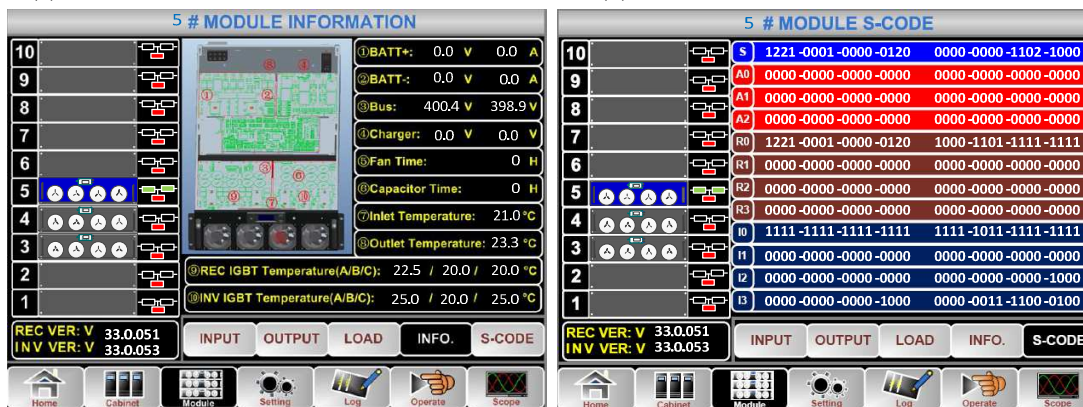 5 # MODULE INFORMATION
10
9
8
7
6
5
4
3
2
1
①BATT+: 0.0 V 0.0 A
②BATT-: 0.0 V 0.0 A
③Bus: 400.4 V 398.9 V
④Charger: 0.0 V 0.0 V
⑤Fan Time: 0 H
⑥Capacitor Time: 0 H
⑦Inlet Temperature: 21.0 °C
⑧Outlet Temperature: 23.3 °C
⑨REC IGBT Temperature(A/B/C): 22.5 / 20.0 / 20.0 °C
⑩INV IGBT Temperature(A/B/C): 25.0 / 20.0 / 25.0 °C
⑧ ④
① ②
③ ⑥
⑨ ⑦ ⑩
REC VER: V 33.0.051
INV VER: V 33.0.053
INPUT OUTPUT LOAD INFO. S-CODE
Home Cabinet Module Setting Log Operate Scope
5 # MODULE S-CODE
10
9
8
7
6
5
4
3
2
1
S 1221 -0001 -0000 -0120 0000 -0000 -1102 -1000
A0 0000 -0000 -0000 -0000 0000 -0000 -0000 -0000
A1 0000 -0000 -0000 -0000 0000 -0000 -0000 -0000
A2 0000 -0000 -0000 -0000 0000 -0000 -0000 -0000
R0 1221 -0001 -0000 -0120 1000 -1101 -1111 -1111
R1 0000 -0000 -0000 -0000 0000 -0000 -0000 -0000
R2 0000 -0000 -0000 -0000 0000 -0000 -0000 -0000
R3 0000 -0000 -0000 -0000 0000 -0000 -0000 -0000
I0 1111 -1111 -1111 -1111 1111 -1011 -1111 -1111
I1 0000 -0000 -0000 -0000 0000 -0000 -0000 -0000
I2 0000 -0000 -0000 -0000 0000 -0000 -0000 -1000
I3 0000 -0000 -0000 -1000 0000 -0011 -1100 -0100
REC VER: V 33.0.051
INV VER: V 33.0.053
INPUT OUTPUT LOAD INFO. S-CODE
Home Cabinet Module Setting Log Operate Scope